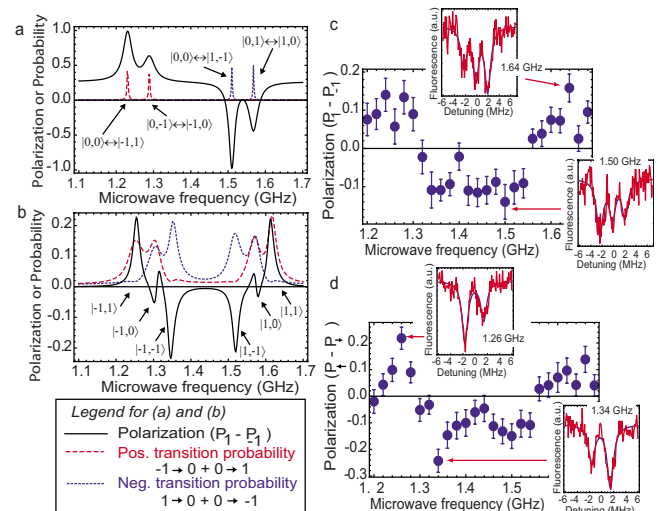 a
Polarization or Probability
1.0
0.5
0.0
-0.5
-1.0
|0,0⟩↔|1,-1⟩
|0,1⟩↔|1,0⟩
|0,0⟩↔|-1,1⟩
|0,-1⟩↔|-1,0⟩
1.1 1.2 1.3 1.4 1.5 1.6 1.7
Microwave frequency (GHz)
b
Polarization or Probability
0.2
0.1
0.0
-0.1
-0.2
|-1,1⟩
|-1,0⟩
|-1,-1⟩
|1,-1⟩
|1,0⟩
|1,1⟩
1.1 1.2 1.3 1.4 1.5 1.6 1.7
Microwave frequency (GHz)
Legend for (a) and (b)
Polarization (P1 - P-1)
Pos. transition probability
-1→0 + 0→1
Neg. transition probability
1→0 + 0→-1
c
Polarization (P1 - P-1)
0.2
0.1
0.0
-0.1
1.2 1.3 1.4 1.5 1.6
Microwave frequency (GHz)
Fluorescence (a.u.)
1.64 GHz
-6 -4 -2 0 2 4 6
Detuning (MHz)
Fluorescence (a.u.)
1.50 GHz
-6 -4 -2 0 2 4 6
Detuning (MHz)
d
Polarization (P→ - P←)
0.2
0.1
0.0
-0.1
-0.2
-0.3
1.2 1.3 1.4 1.5 1.6
Microwave frequency (GHz)
Fluorescence (a.u.)
1.26 GHz
-6 -4 -2 0 2 4 6
Detuning (MHz)
Fluorescence (a.u.)
1.34 GHz
-6 -4 -2 0 2 4 6
Detuning (MHz)